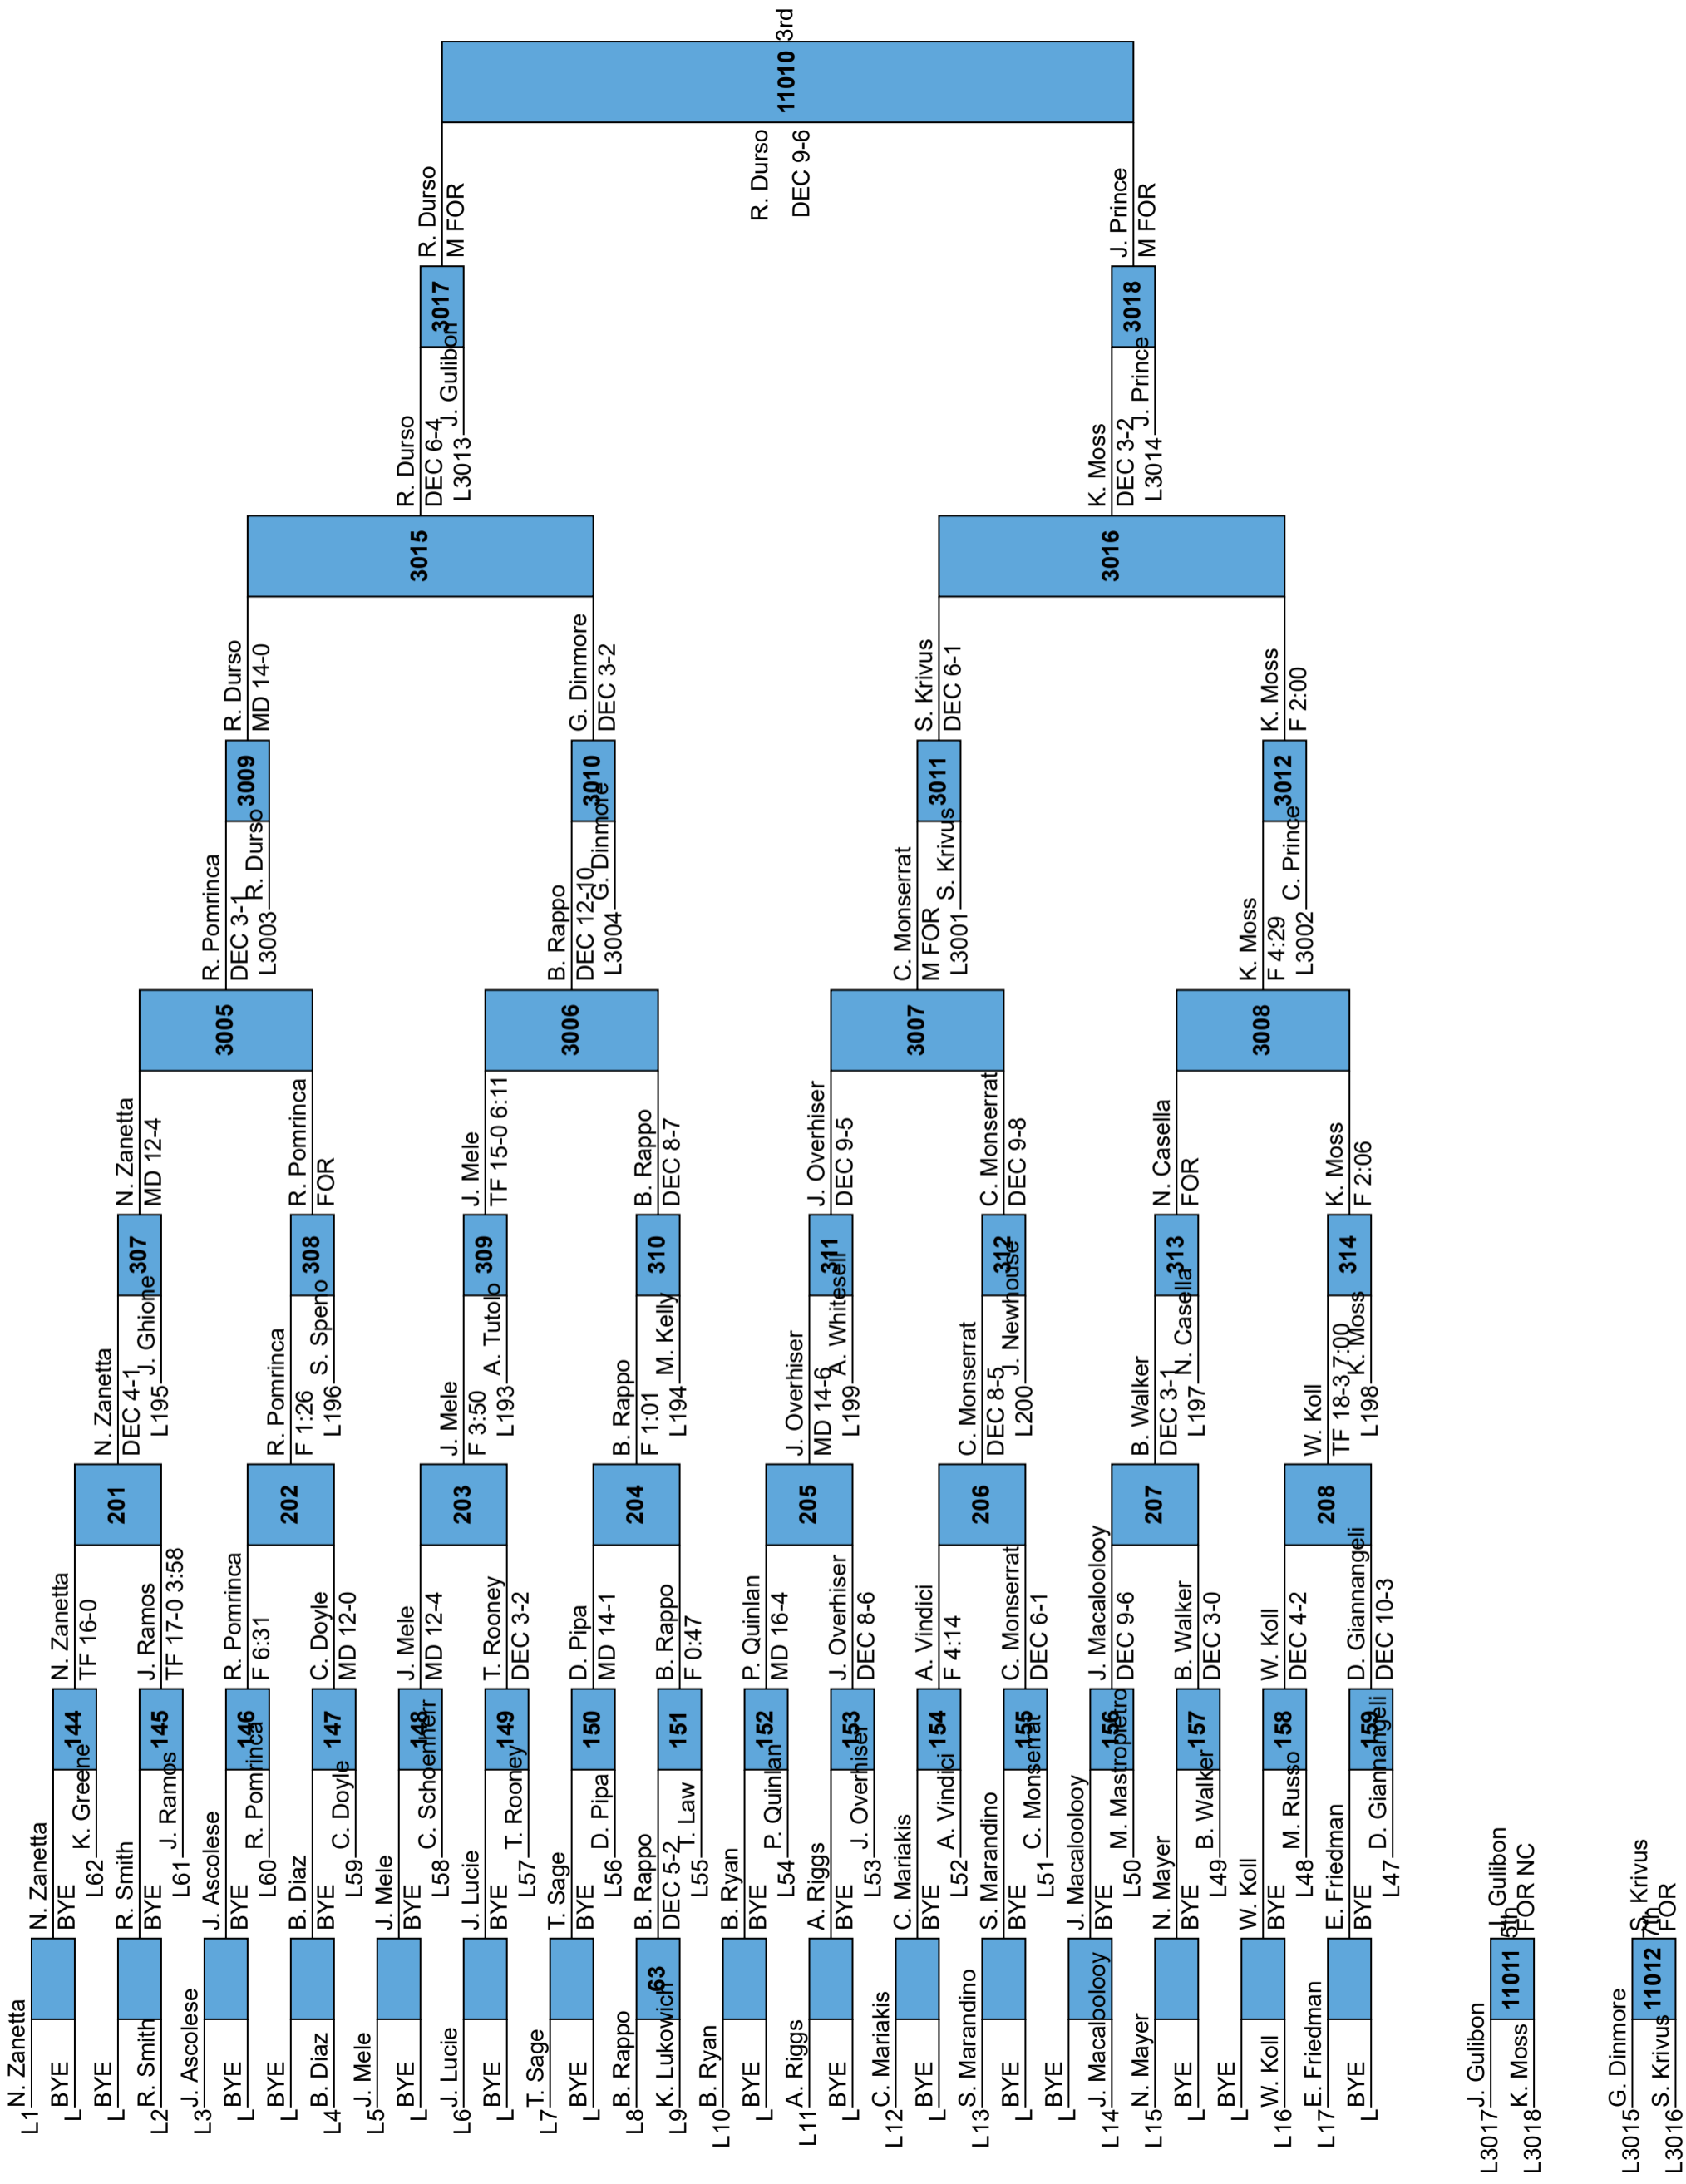 L1
N. Zanetta
L
BYE
L
BYE
L2
R. Smith
L3
J. Ascolese
L
BYE
L
BYE
L4
B. Diaz
L5
J. Mele
L
BYE
L6
J. Lucie
L
BYE
L7
T. Sage
L
BYE
L8
B. Rappo
L9
K. Lukowich
63
L10
B. Ryan
L
BYE
L11
A. Riggs
L
BYE
L12
C. Mariakis
L
BYE
L13
S. Marandino
L
BYE
L
BYE
L14
J. Macaloolooy
L15
N. Mayer
L
BYE
L
BYE
L16
W. Koll
L17
E. Friedman
L
BYE
N. Zanetta
BYE
L62
K. Greene
144
R. Smith
BYE
L61
J. Ramos
145
J. Ascolese
BYE
L60
R. Pomrinca
146
B. Diaz
BYE
L59
C. Doyle
147
J. Mele
BYE
L58
C. Schoenherr
148
J. Lucie
BYE
L57
T. Rooney
149
T. Sage
BYE
L56
D. Pipa
150
B. Rappo
DEC 5-2
L55
T. Law
151
B. Ryan
BYE
L54
P. Quinlan
152
A. Riggs
BYE
L53
J. Overhiser
153
C. Mariakis
BYE
L52
A. Vindici
154
S. Marandino
BYE
L51
C. Monserrat
155
J. Macaloolooy
BYE
L50
M. Mastropietro
156
N. Mayer
BYE
L49
B. Walker
157
W. Koll
BYE
L48
M. Russo
158
E. Friedman
BYE
L47
D. Giannangeli
159
N. Zanetta
TF 16-0
201
J. Ramos
TF 17-0 3:58
R. Pomrinca
F 6:31
202
C. Doyle
MD 12-0
J. Mele
MD 12-4
203
T. Rooney
DEC 3-2
D. Pipa
MD 14-1
204
B. Rappo
F 0:47
P. Quinlan
MD 16-4
205
J. Overhiser
DEC 8-6
A. Vindici
F 4:14
206
C. Monserrat
DEC 6-1
J. Macaloolooy
DEC 9-6
207
B. Walker
DEC 3-0
W. Koll
DEC 4-2
208
D. Giannangeli
DEC 10-3
N. Zanetta
DEC 4-1
L195
J. Ghione
307
R. Pomrinca
F 1:26
L196
S. Speno
308
J. Mele
F 3:50
L193
A. Tutolo
309
B. Rappo
F 1:01
L194
M. Kelly
310
J. Overhiser
MD 14-6
L199
A. Whitesell
311
C. Monserrat
DEC 8-5
L200
J. Newhouse
312
B. Walker
DEC 3-1
L197
N. Casella
313
W. Koll
TF 18-3 7:00
L198
K. Moss
314
N. Zanetta
MD 12-4
3005
R. Pomrinca
FOR
J. Mele
TF 15-0 6:11
3006
B. Rappo
DEC 8-7
J. Overhiser
DEC 9-5
3007
C. Monserrat
DEC 9-8
N. Casella
FOR
3008
K. Moss
F 2:06
R. Pomrinca
DEC 3-1
L3003
R. Durso
3009
B. Rappo
DEC 12-10
L3004
G. Dinmore
3010
C. Monserrat
M FOR
L3001
S. Krivus
3011
K. Moss
F 4:29
L3002
C. Prince
3012
R. Durso
MD 14-0
3015
G. Dinmore
DEC 3-2
S. Krivus
DEC 6-1
3016
K. Moss
F 2:00
R. Durso
DEC 6-4
L3013
J. Gulibon
3017
K. Moss
DEC 3-2
L3014
J. Prince
3018
R. Durso
M FOR
J. Prince
M FOR
11010
3rd
R. Durso
DEC 9-6
L3017
J. Gulibon
L3018
K. Moss
11011
5th
J. Gulibon
FOR NC
L3015
G. Dinmore
L3016
S. Krivus
11012
7th
S. Krivus
FOR